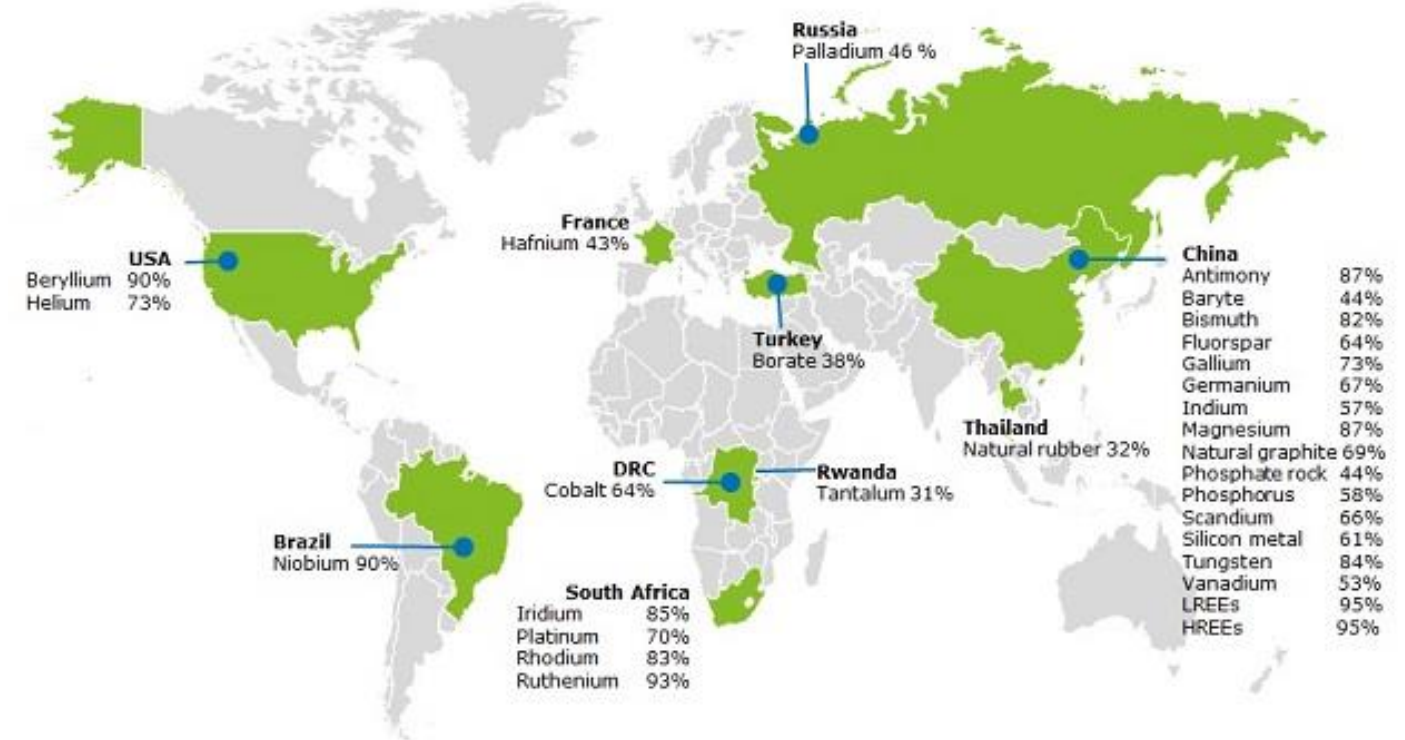 Russia
Palladium 46 %
France
Hafnium 43%
USA
Beryllium 90%
Helium 73%
Turkey
Borate 38%
China
Antimony 87%
Baryte 44%
Bismuth 82%
Fluorspar 64%
Gallium 73%
Germanium 67%
Indium 57%
Magnesium 87%
Natural graphite 69%
Phosphate rock 44%
Phosphorus 58%
Scandium 66%
Silicon metal 61%
Tungsten 84%
Vanadium 53%
LREEs 95%
HREEs 95%
Thailand
Natural rubber 32%
DRC
Cobalt 64%
Rwanda
Tantalum 31%
Brazil
Niobium 90%
South Africa
Iridium 85%
Platinum 70%
Rhodium 83%
Ruthenium 93%